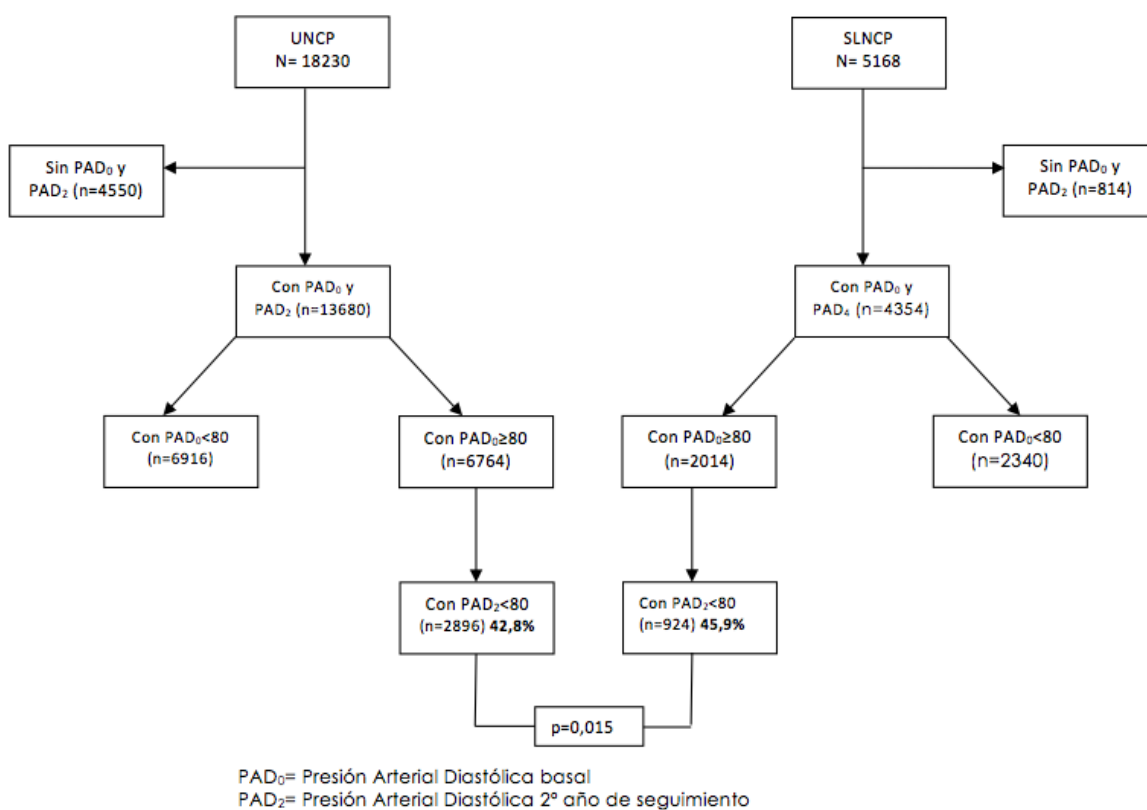 UNCP
N= 18230
SLNCP
N= 5168
Sin PAD₀ y
PAD₂ (n=4550)
Sin PAD₀ y
PAD₂ (n=814)
Con PAD₀ y
PAD₂ (n=13680)
Con PAD₀ y
PAD₄ (n=4354)
Con PAD₀<80
(n=6916)
Con PAD₀≥80
(n=6764)
Con PAD₀≥80
(n=2014)
Con PAD₀<80
(n=2340)
Con PAD₂<80
(n=2896) 42,8%
Con PAD₂<80
(n=924) 45,9%
p=0,015
PAD₀= Presión Arterial Diastólica basal
PAD₂= Presión Arterial Diastólica 2º año de seguimiento